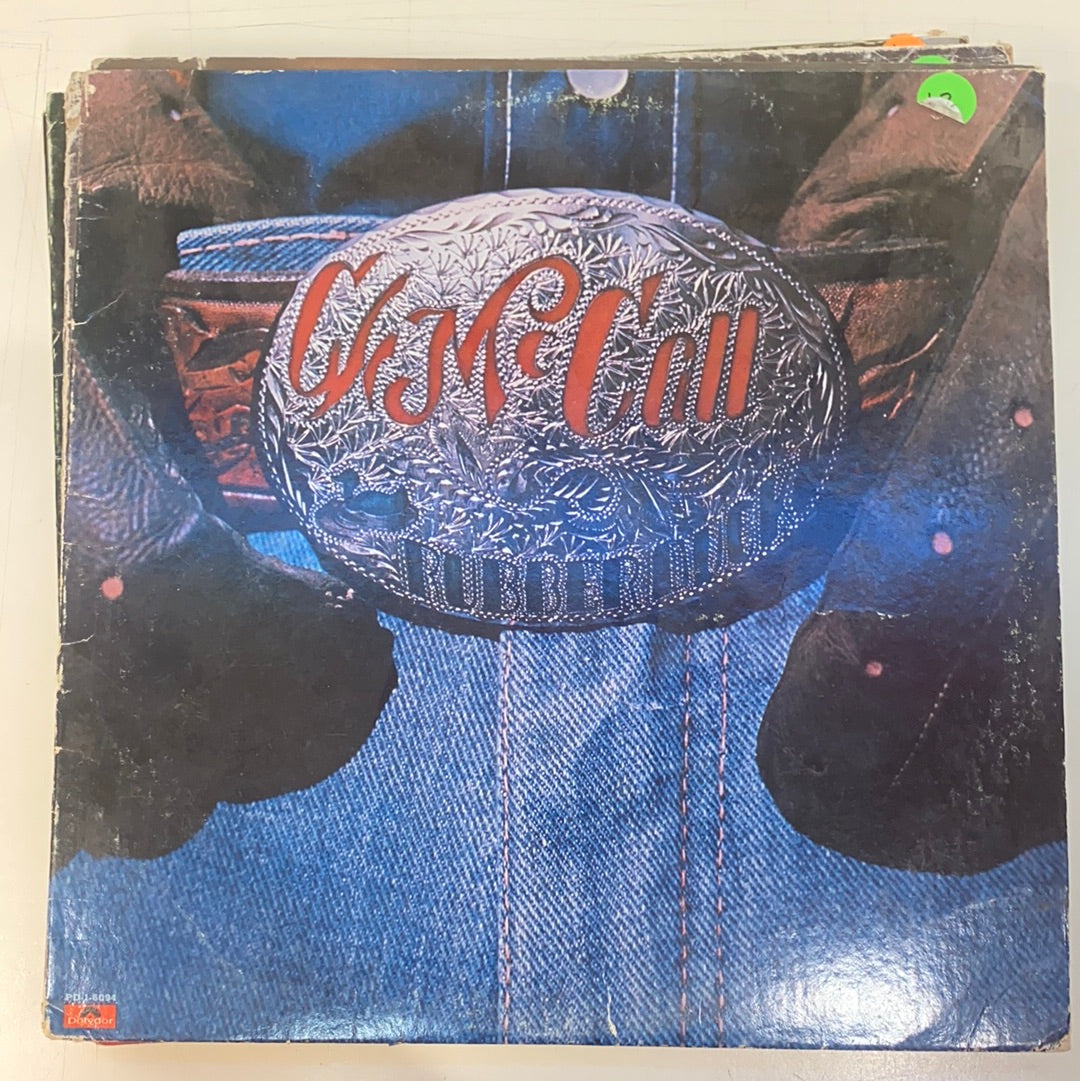 C.W. McCall
RUBBER DUCK
PD-1-6094
Polydor